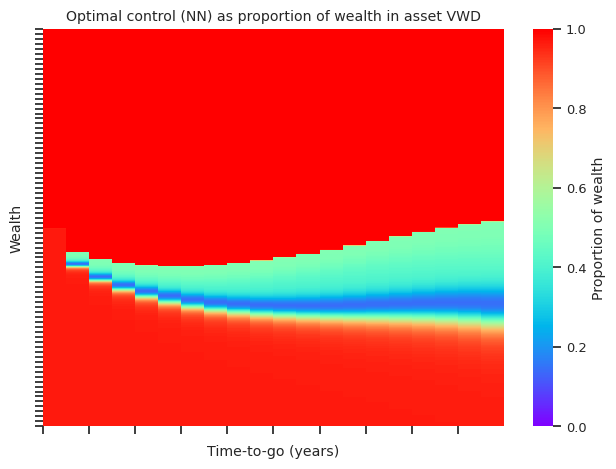 Optimal control (NN) as proportion of wealth in asset VWD
Wealth
Time-to-go (years)
1.0
0.8
0.6
0.4
0.2
0.0
Proportion of wealth